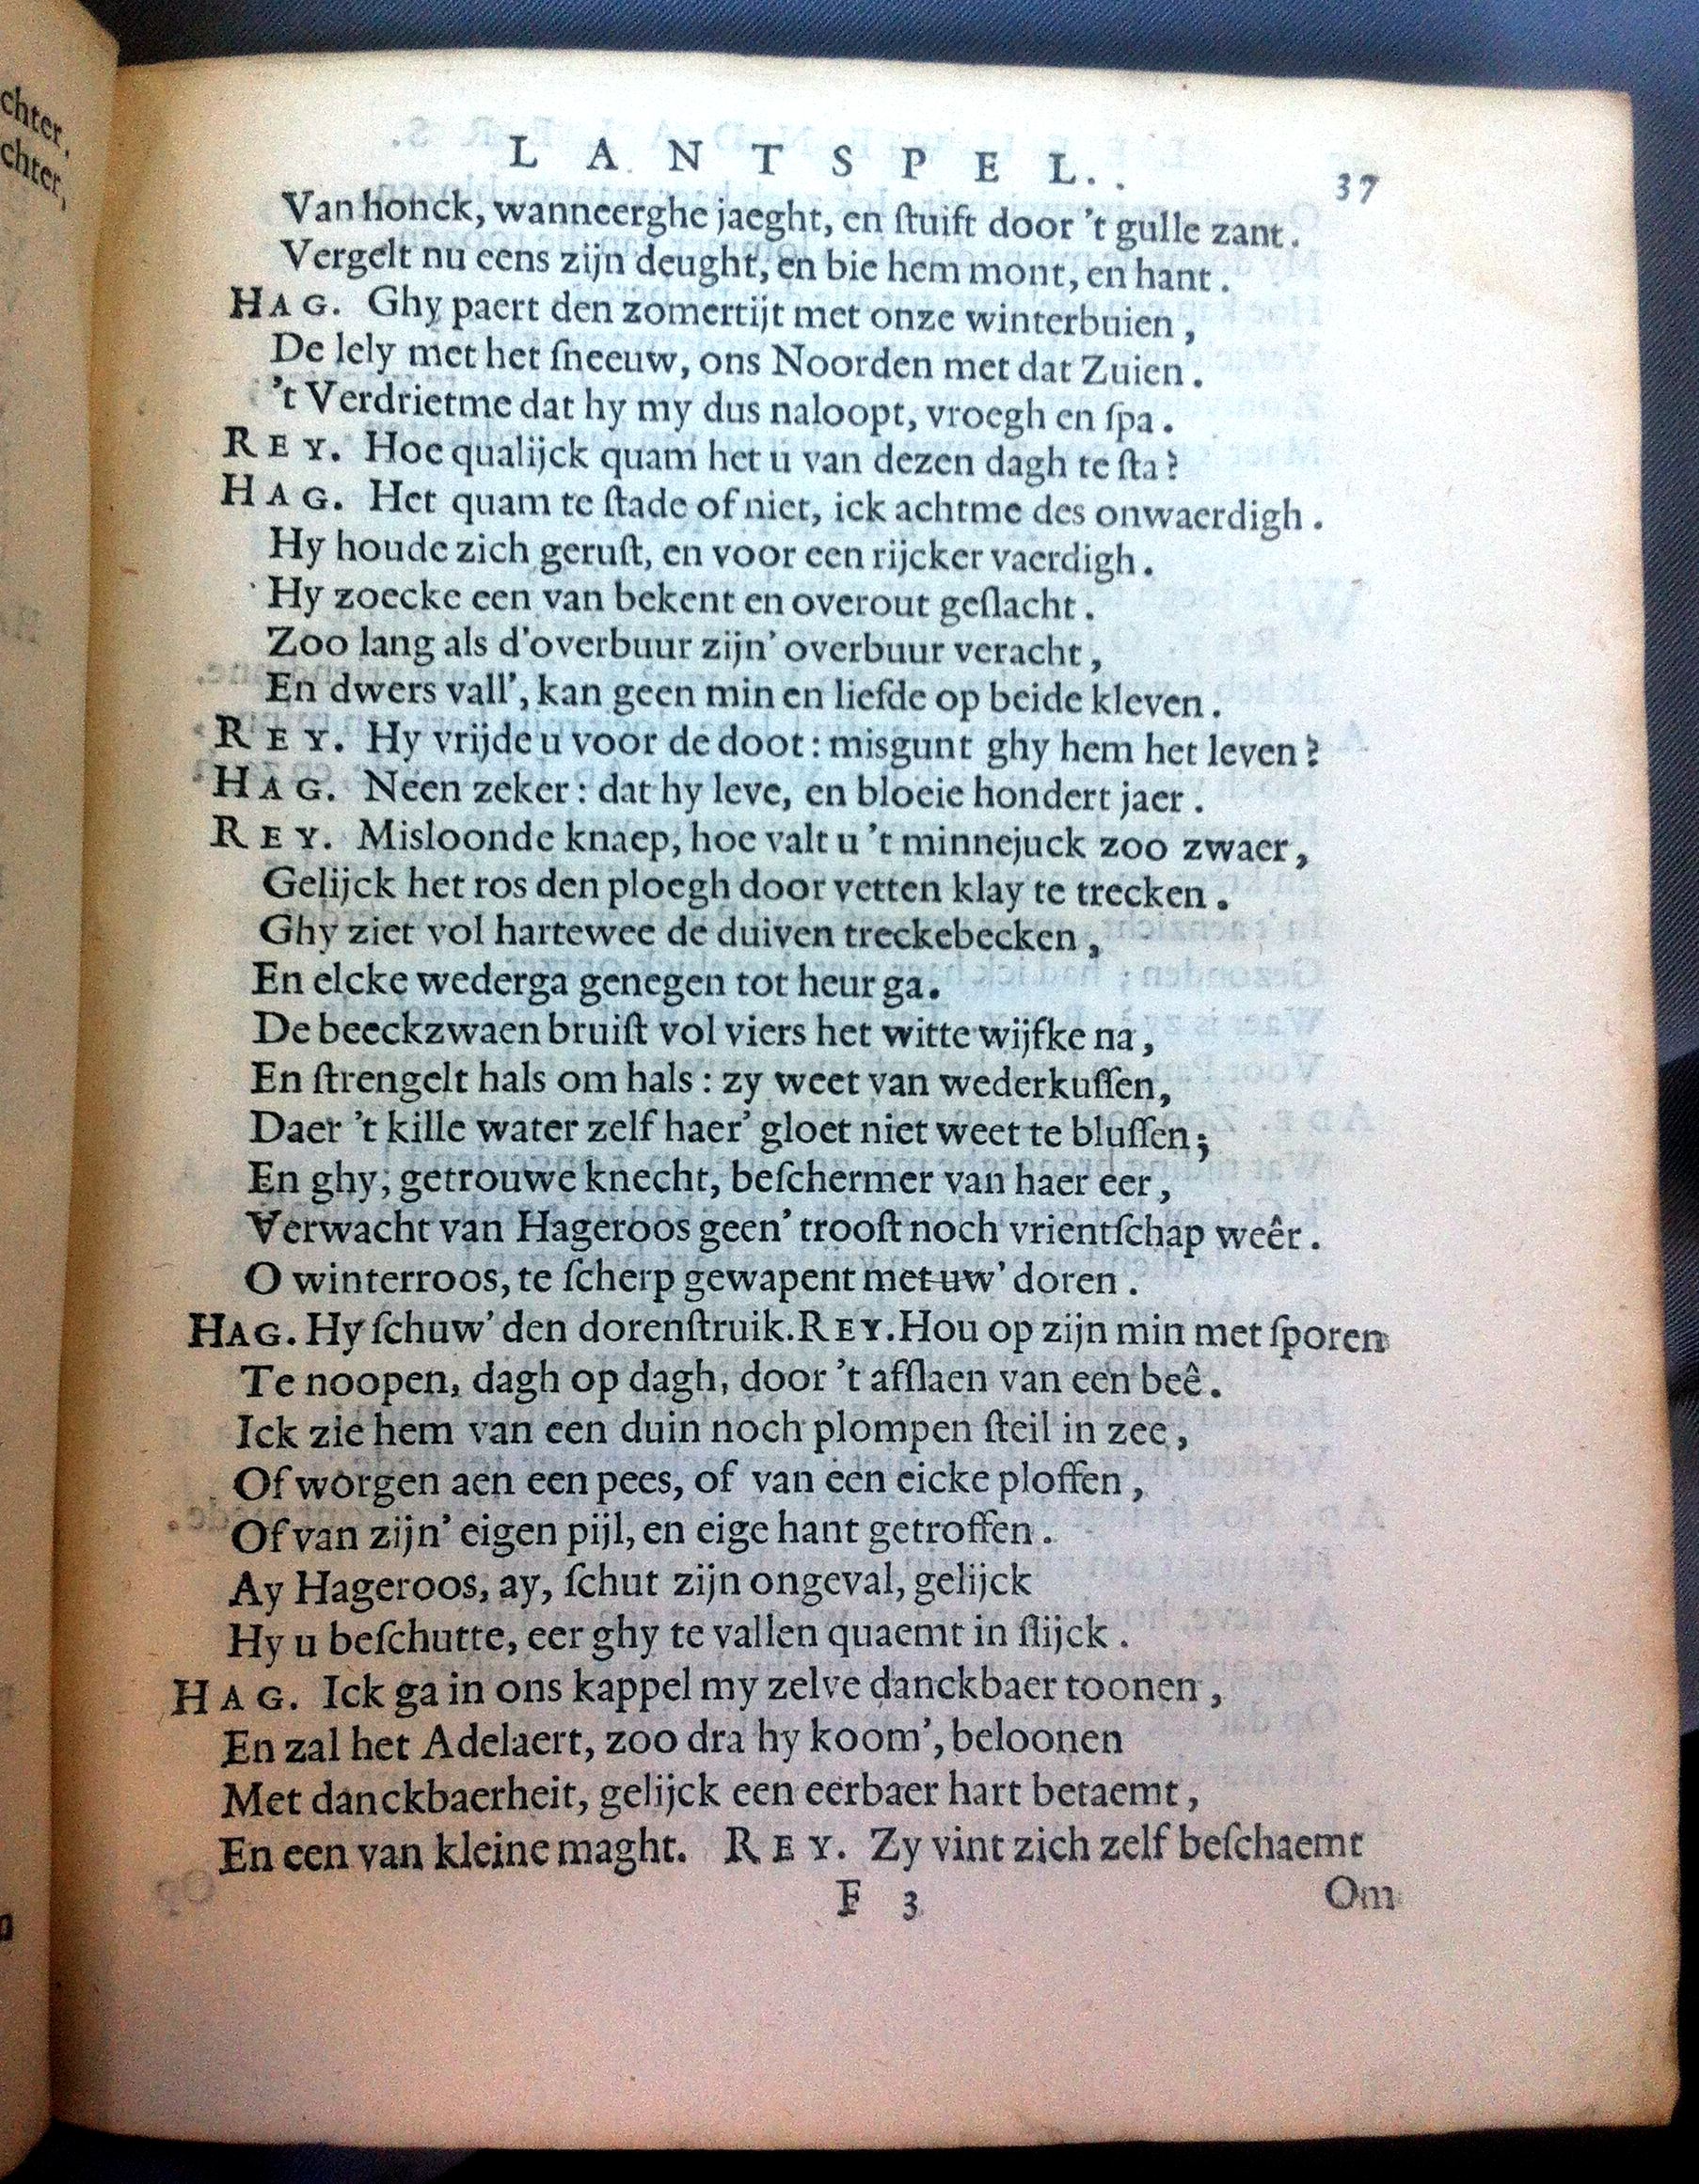 chter,
chter,
LANTSPEL. 37
Van honck, wanneerghe jaeght, en ſtuift door 't gulle zant.
Vergelt nu eens zijn deught, en bie hem mont, en hant.
HAG. Ghy paert den zomertijt met onze winterbuien,
De lely met het ſneeuw, ons Noorden met dat Zuien.
't Verdrietme dat hy my dus naloopt, vroegh en ſpa.
REY. Hoe qualijck quam het u van dezen dagh te ſta?
HAG. Het quam te ſtade of niet, ick achtme des onwaerdigh.
Hy houde zich geruſt, en voor een rijcker vaerdigh.
Hy zoecke een van bekent en overout geſlacht.
Zoo lang als d'overbuur zijn' overbuur veracht,
En dwers vall', kan geen min en liefde op beide kleven.
REY. Hy vrijde u voor de doot: misgunt ghy hem het leven?
HAG. Neen zeker: dat hy leve, en bloeie hondert jaer.
REY. Misloonde knaep, hoe valt u 't minnejuck zoo zwaer,
Gelijck het ros den ploegh door vetten klay te trecken.
Ghy ziet vol hartewee de duiven treckebecken,
En elcke wederga genegen tot heur ga.
De beeckzwaen bruiſt vol viers het witte wijfke na,
En ſtrengelt hals om hals: zy weet van wederkuſſen,
Daer 't kille water zelf haer' gloet niet weet te bluſſen;
En ghy, getrouwe knecht, beſchermer van haer eer,
Verwacht van Hageroos geen' trooſt noch vrientſchap weêr.
O winterroos, te ſcherp gewapent met uw' doren.
HAG. Hy ſchuw' den dorenſtruik. REY. Hou op zijn min met ſporen
Te noopen, dagh op dagh, door 't afſlaen van een beê.
Ick zie hem van een duin noch plompen ſteil in zee,
Of worgen aen een pees, of van een eicke ploffen,
Of van zijn' eigen pijl, en eige hant getroffen.
Ay Hageroos, ay, ſchut zijn ongeval, gelijck
Hy u beſchutte, eer ghy te vallen quaemt in ſlijck.
HAG. Ick ga in ons kappel my zelve danckbaer toonen,
En zal het Adelaert, zoo dra hy koom', beloonen
Met danckbaerheit, gelijck een eerbaer hart betaemt,
En een van kleine maght. REY. Zy vint zich zelf beſchaemt
F 3 Om